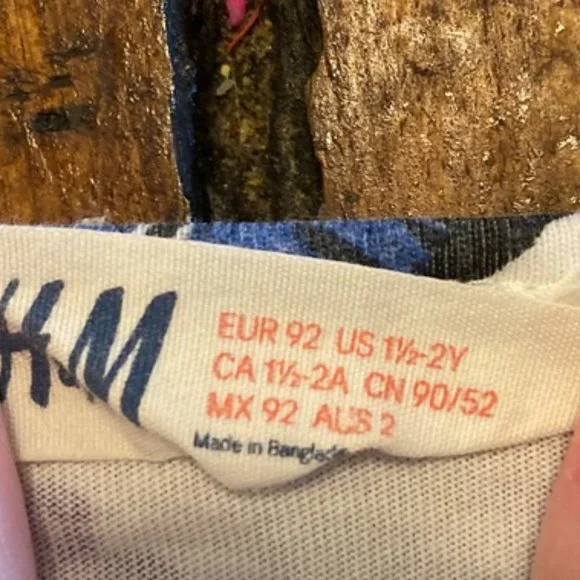 H&M
EUR 92 US 1½-2Y
CA 1½-2A CN 90/52
MX 92 AUS 2
Made in